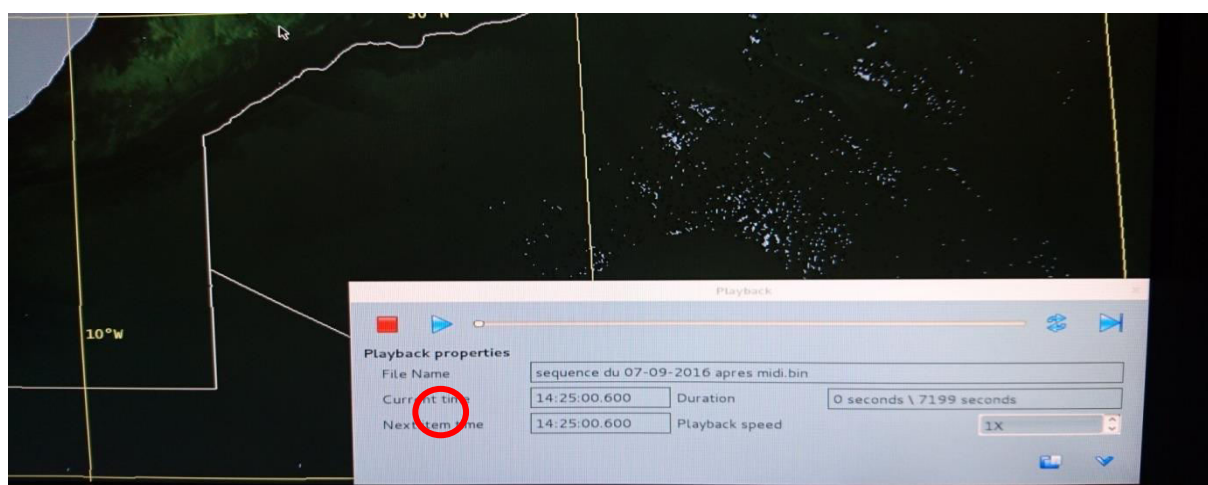 30°N
10°W
Playback
Playback properties
File Name sequence du 07-09-2016 apres midi.bin
Current time 14:25:00.600 Duration 0 seconds \ 7199 seconds
Next item time 14:25:00.600 Playback speed 1X